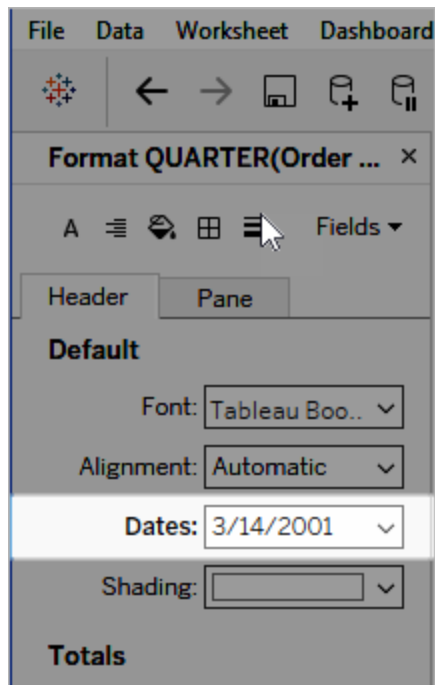 File Data Worksheet Dashboard
Format QUARTER(Order ... ×
A Fields
Header Pane
Default
Font: Tableau Boo..
Alignment: Automatic
Dates: 3/14/2001
Shading:
Totals